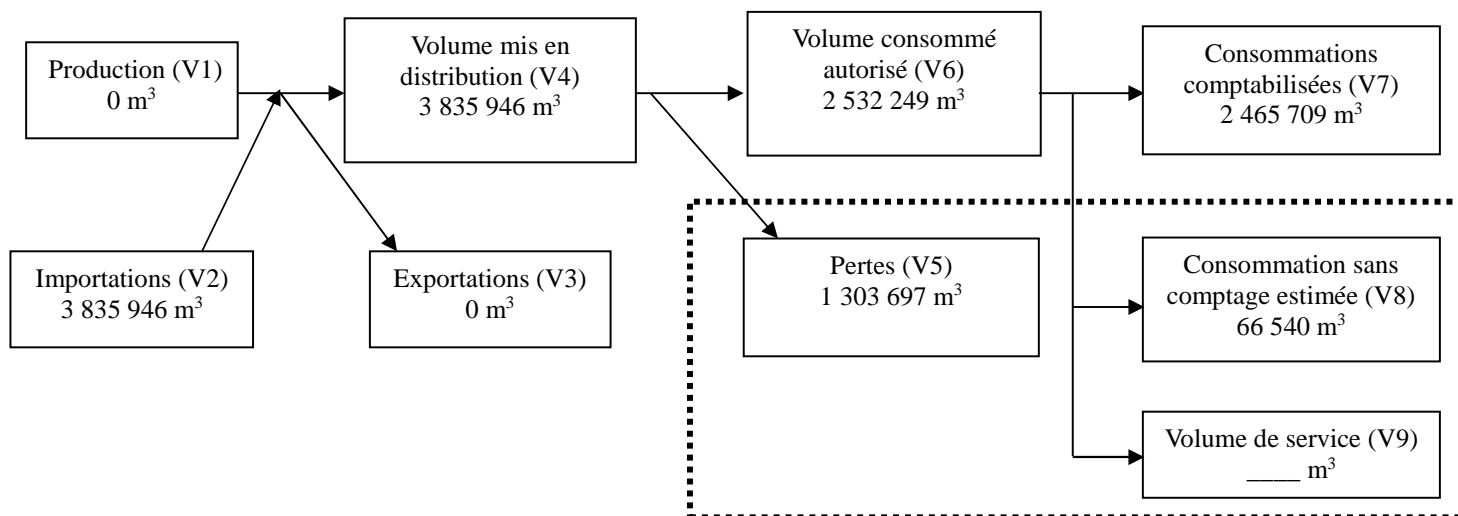 Production (V1)
0 m³
Volume mis en
distribution (V4)
3 835 946 m³
Volume consommé
autorisé (V6)
2 532 249 m³
Consommations
comptabilisées (V7)
2 465 709 m³
Importations (V2)
3 835 946 m³
Exportations (V3)
0 m³
Pertes (V5)
1 303 697 m³
Consommation sans
comptage estimée (V8)
66 540 m³
Volume de service (V9)
____ m³